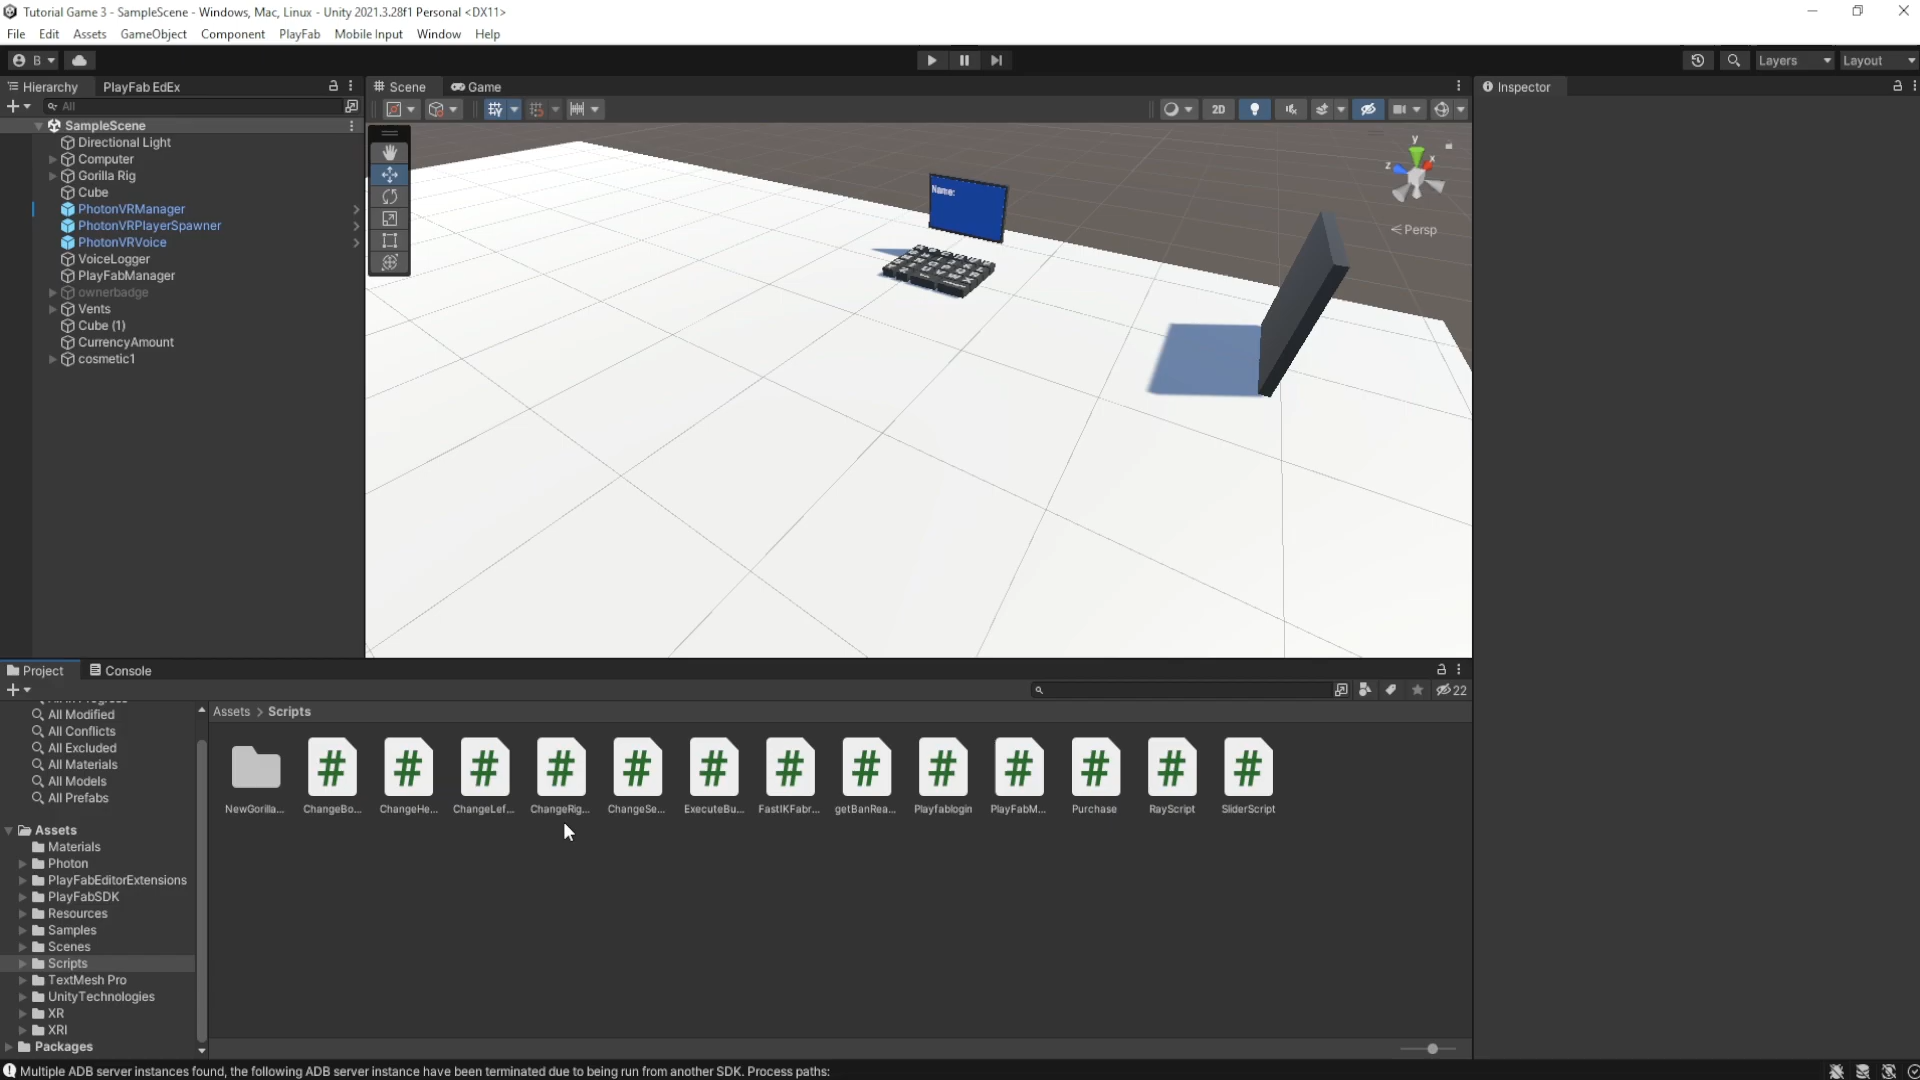 Tutorial Game 3 - SampleScene - Windows, Mac, Linux - Unity 2021.3.28f1 Personal <DX11>
File Edit Assets GameObject Component PlayFab Mobile Input Window Help
B Layers Layout
Hierarchy PlayFab EdEx Scene Game Inspector
All 2D
SampleScene
Directional Light
Computer
Gorilla Rig
Cube
PhotonVRManager
PhotonVRPlayerSpawner
PhotonVRVoice
VoiceLogger
PlayFabManager
ownerbadge
Vents
Cube (1)
CurrencyAmount
cosmetic1
y
x
z
< Persp
Name:
Project Console
22
All Modified
All Conflicts
All Excluded
All Materials
All Models
All Prefabs
Assets
Materials
Photon
PlayFabEditorExtensions
PlayFabSDK
Resources
Samples
Scenes
Scripts
TextMesh Pro
UnityTechnologies
XR
XRI
Packages
Assets > Scripts
NewGorilla... ChangeBo... ChangeHe... ChangeLef... ChangeRig... ChangeSe... ExecuteBu... FastIKFabr... getBanRea... Playfablogin PlayFabM... Purchase RayScript SliderScript
Multiple ADB server instances found, the following ADB server instance have been terminated due to being run from another SDK. Process paths: